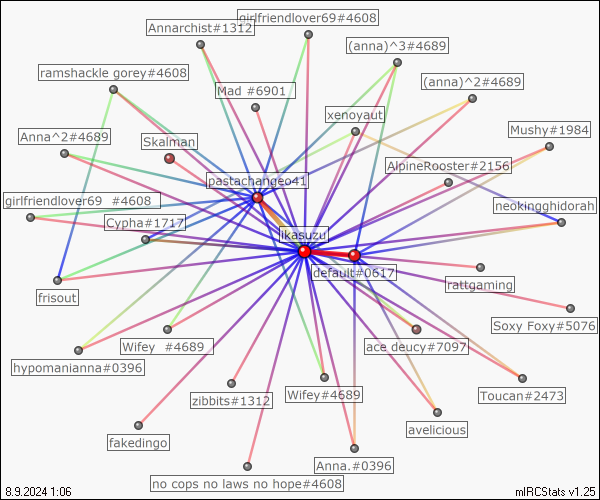 girlfriendlover69#4608
Annarchist#1312
(anna)^3#4689
ramshackle gorey#4608
(anna)^2#4689
Mad #6901
xenoyaut
Mushy#1984
Anna^2#4689
Skalman
AlpineRooster#2156
pastachangeo41
girlfriendlover69 #4608
nookingghidorah
Cypha#1717
likasuzu
default#0617
frisout
rattgaming
Soxy Foxy#5076
Wifey #4689
ace deucy#7097
hypomanianna#0396
zibbits#1312
Wifey#4689
Toucan#2473
avelicious
fakedingo
Anna.#0396
no cops no laws no hope#4608
8.9.2024 1:06
mIRCStats v1.25